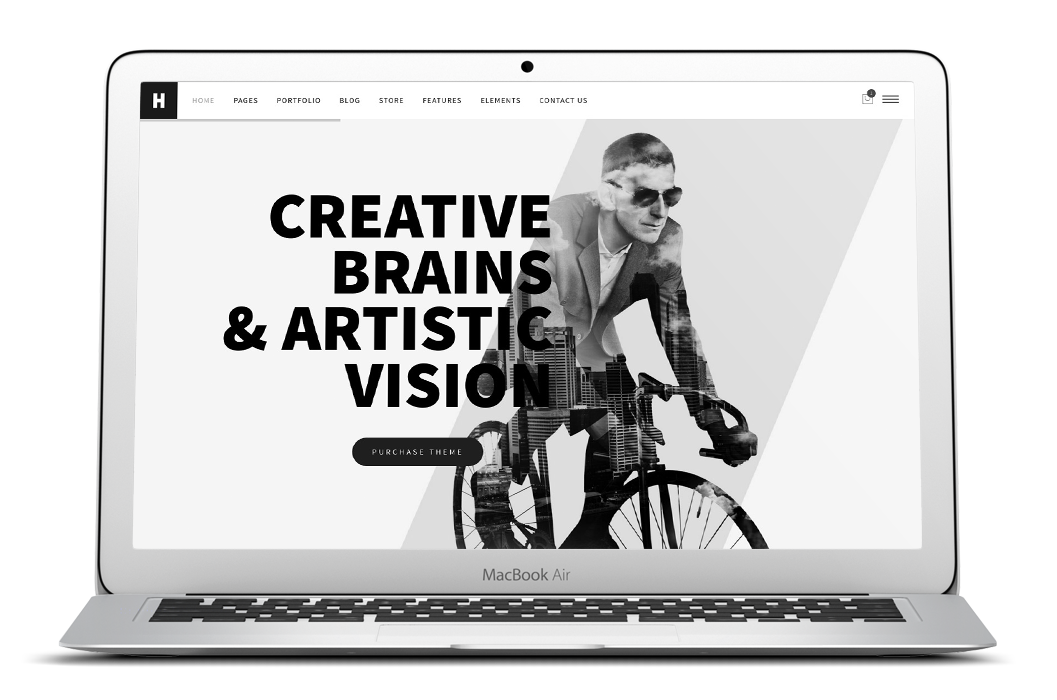 H
HOME PAGES PORTFOLIO BLOG STORE FEATURES ELEMENTS CONTACT US
CREATIVE
BRAINS
& ARTISTIC
VISION
PURCHASE THEME
MacBook Air